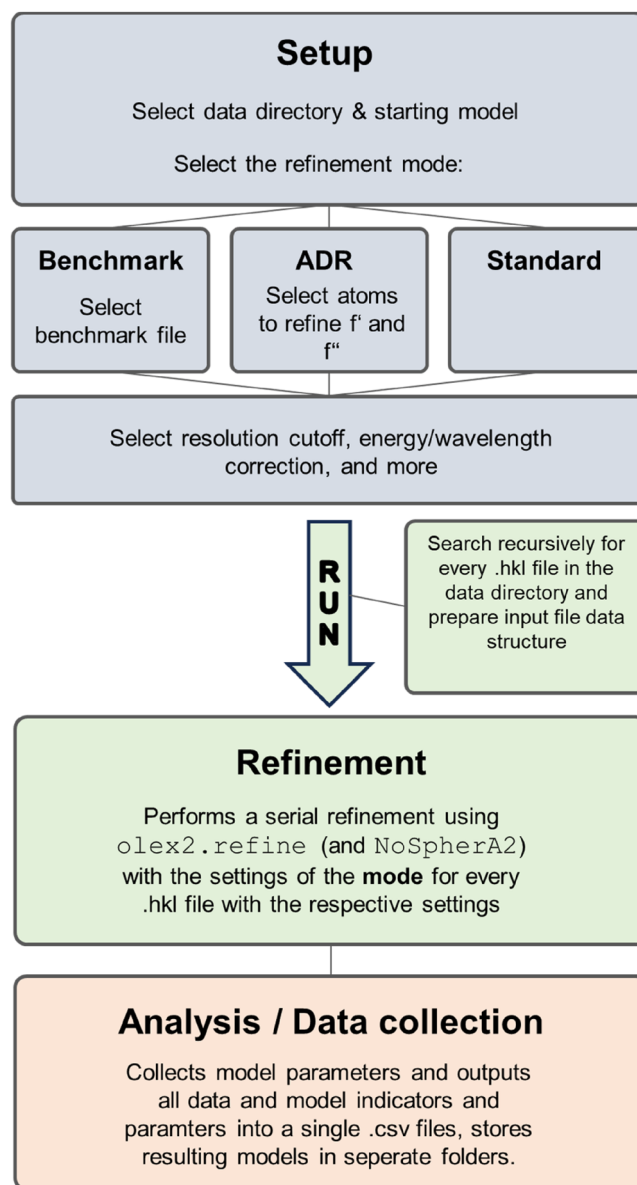 Setup
Select data directory & starting model
Select the refinement mode:
Benchmark
Select
benchmark file
ADR
Select atoms
to refine f‘ and
f“
Standard
Select resolution cutoff, energy/wavelength
correction, and more
RUN
Search recursively for
every .hkl file in the
data directory and
prepare input file data
structure
Refinement
Performs a serial refinement using
olex2.refine (and NoSpherA2)
with the settings of the mode for every
.hkl file with the respective settings
Analysis / Data collection
Collects model parameters and outputs
all data and model indicators and
paramters into a single .csv files, stores
resulting models in seperate folders.